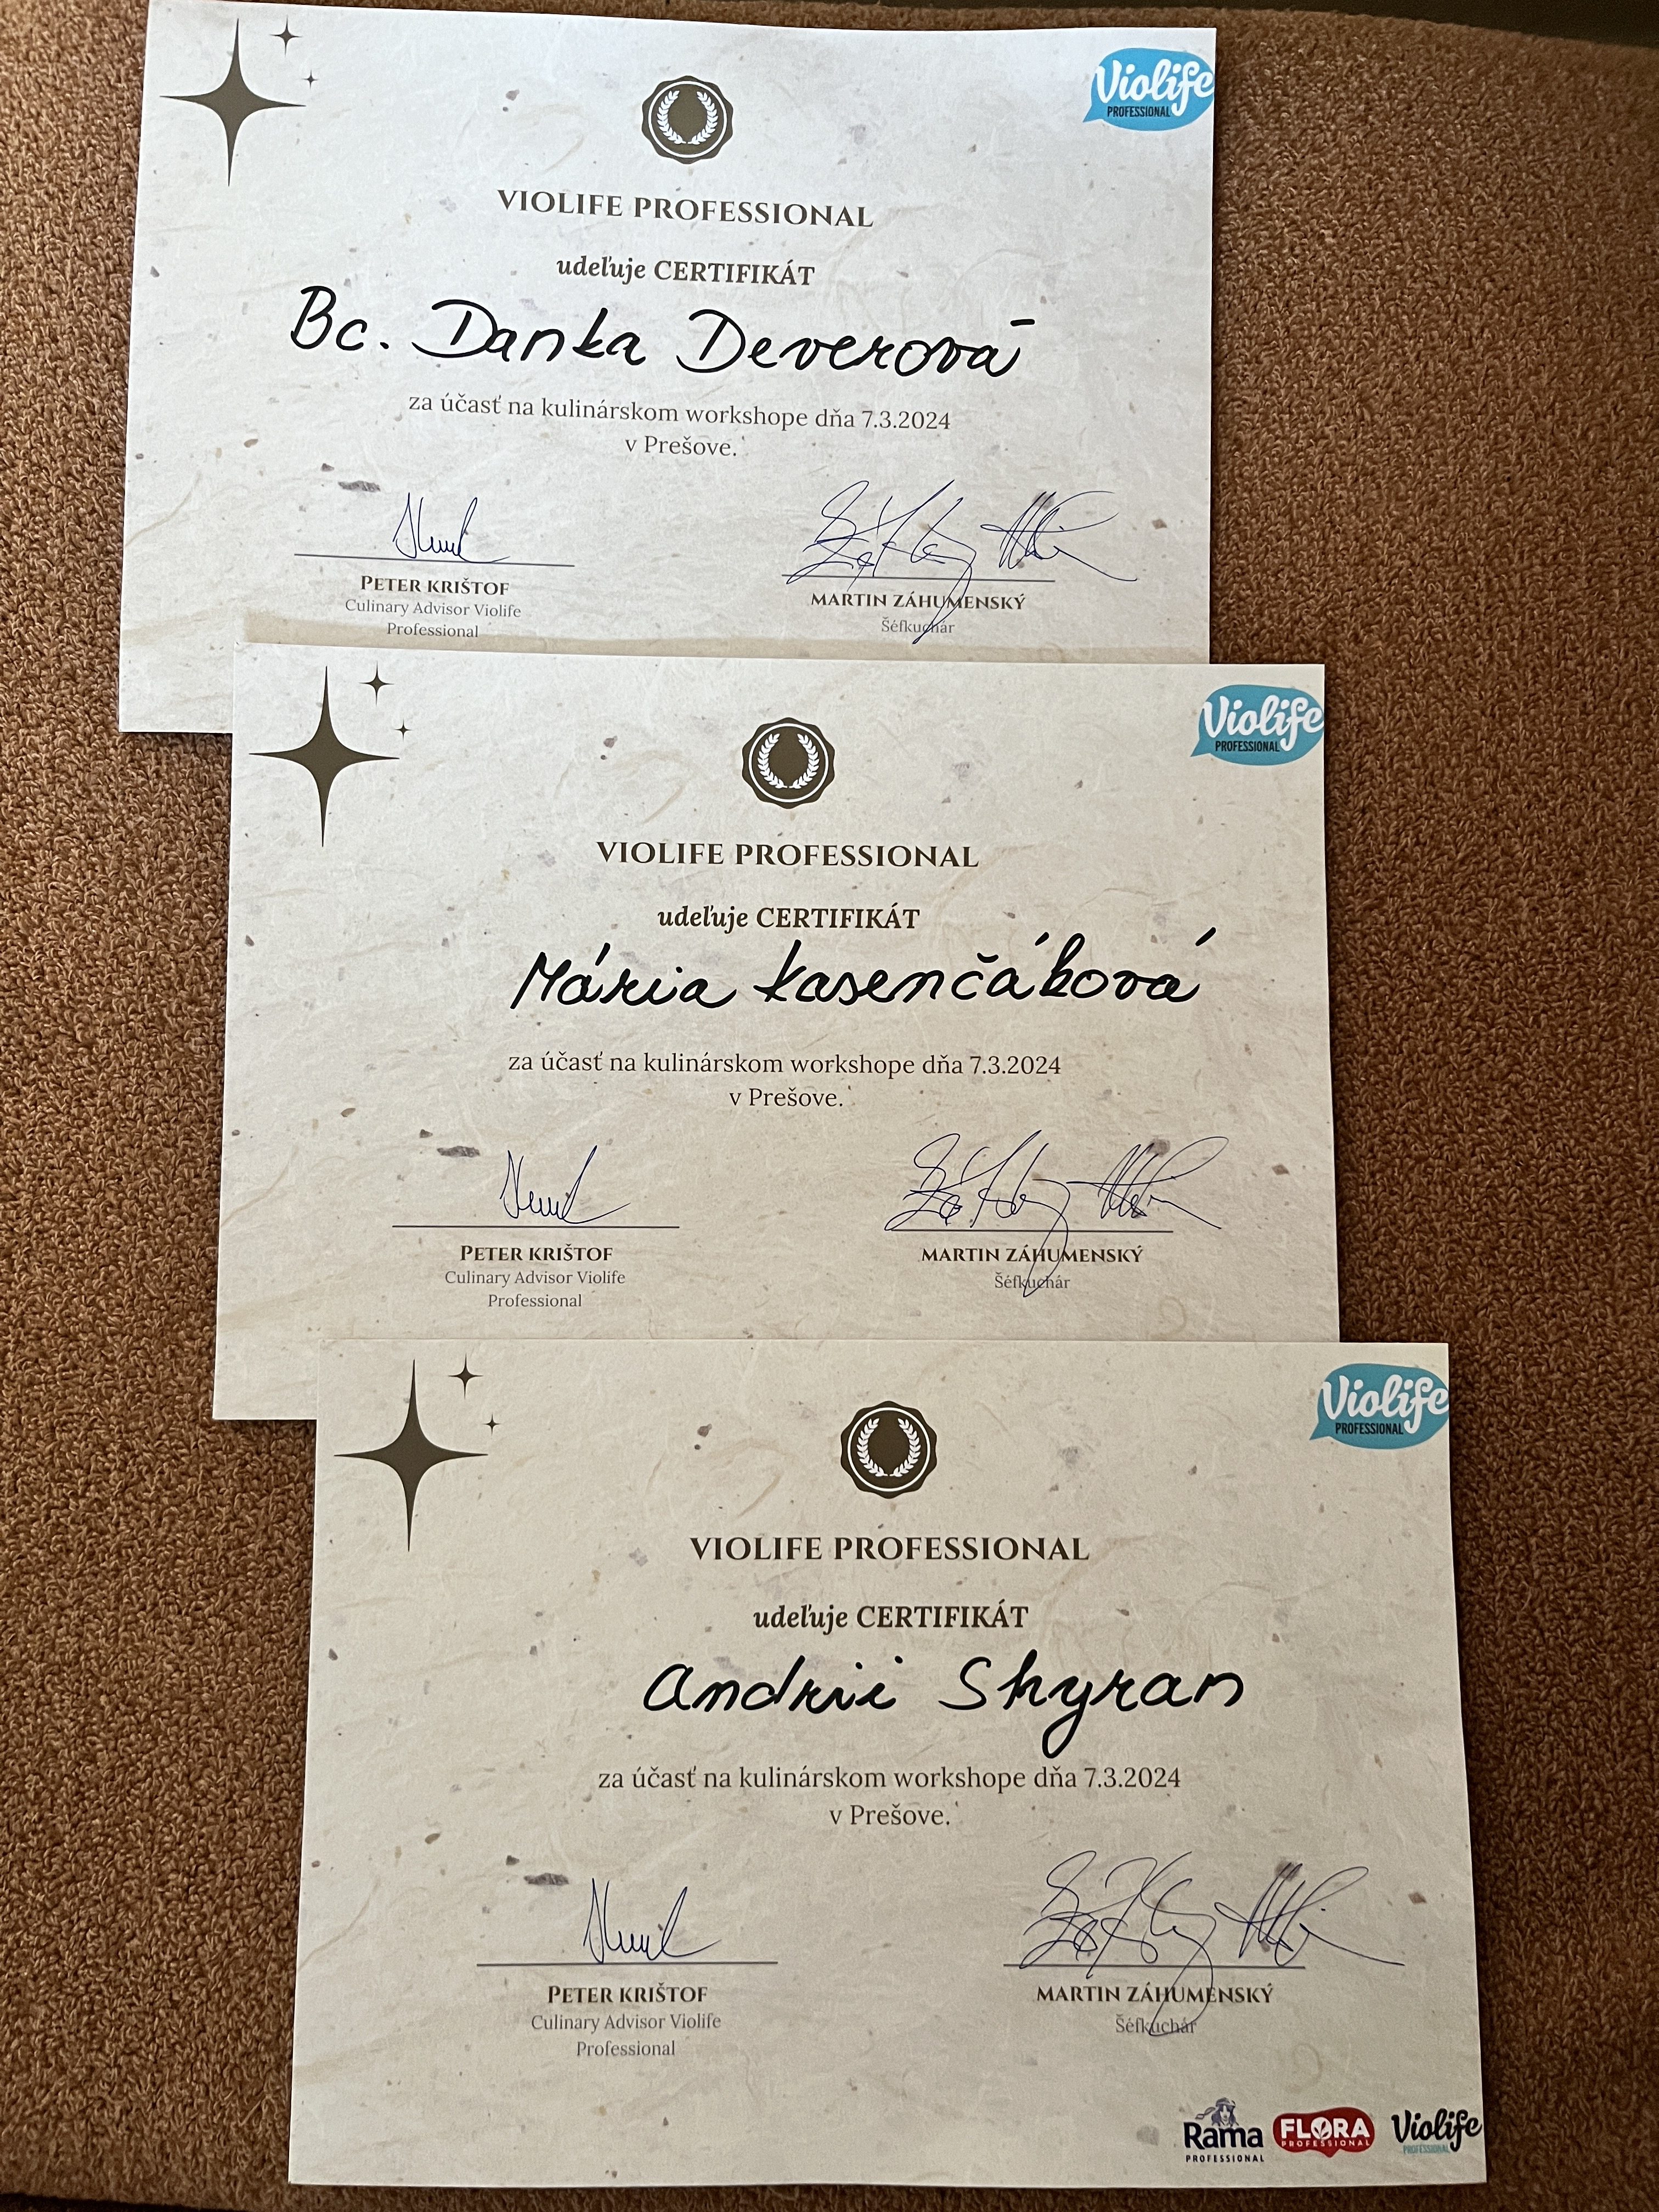 Violife
PROFESSIONAL
VIOLIFE PROFESSIONAL
udeľuje CERTIFIKÁT
Bc. Danka Deverová
za účasť na kulinárskom workshope dňa 7.3.2024
v Prešove.
PETER KRIŠTOF
Culinary Advisor Violife
Professional
MARTIN ZÁHUMENSKÝ
Šéfkuchár
Violife
PROFESSIONAL
VIOLIFE PROFESSIONAL
udeľuje CERTIFIKÁT
Mária Kasenčáková
za účasť na kulinárskom workshope dňa 7.3.2024
v Prešove.
PETER KRIŠTOF
Culinary Advisor Violife
Professional
MARTIN ZÁHUMENSKÝ
Šéfkuchár
Violife
PROFESSIONAL
VIOLIFE PROFESSIONAL
udeľuje CERTIFIKÁT
Andrii Shyran
za účasť na kulinárskom workshope dňa 7.3.2024
v Prešove.
PETER KRIŠTOF
Culinary Advisor Violife
Professional
MARTIN ZÁHUMENSKÝ
Šéfkuchár
Rama PROFESSIONAL
FLORA PROFESSIONAL
Violife PROFESSIONAL